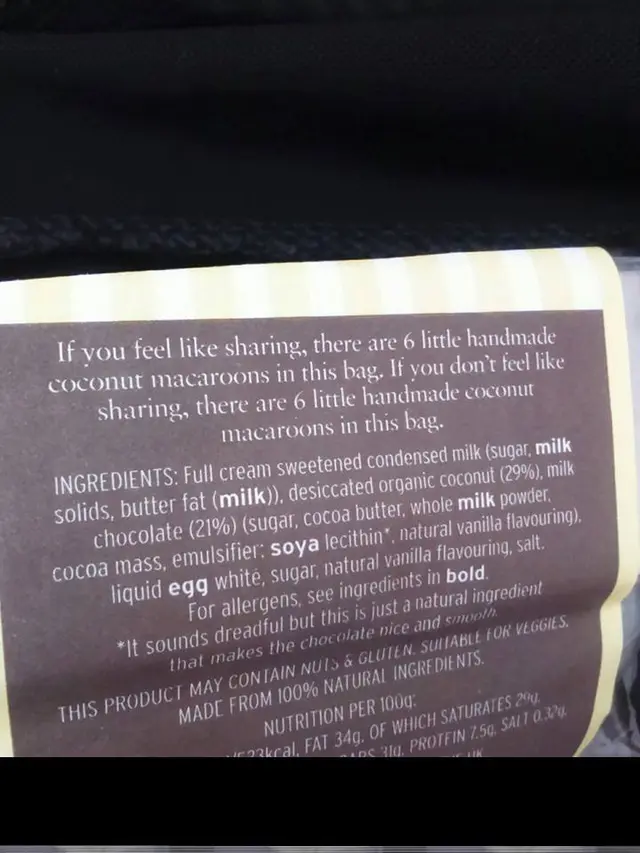 If you feel like sharing, there are 6 little handmade
coconut macaroons in this bag. If you don't feel like
sharing, there are 6 little handmade coconut
macaroons in this bag.
INGREDIENTS: Full cream sweetened condensed milk (sugar, milk
solids, butter fat (milk)), desiccated organic coconut (29%), milk
chocolate (21%) (sugar, cocoa butter, whole milk powder,
cocoa mass, emulsifier: soya lecithin*, natural vanilla flavouring),
liquid egg white, sugar, natural vanilla flavouring, salt.
For allergens, see ingredients in bold.
*It sounds dreadful but this is just a natural ingredient
that makes the chocolate nice and smooth.
THIS PRODUCT MAY CONTAIN NUTS & GLUTEN. SUITABLE FOR VEGGIES.
MADE FROM 100% NATURAL INGREDIENTS.
NUTRITION PER 100g:
FAT 34g, OF WHICH SATURATES 29g,
31g, PROTEIN 7.5g, SALT 0.32g.
UK